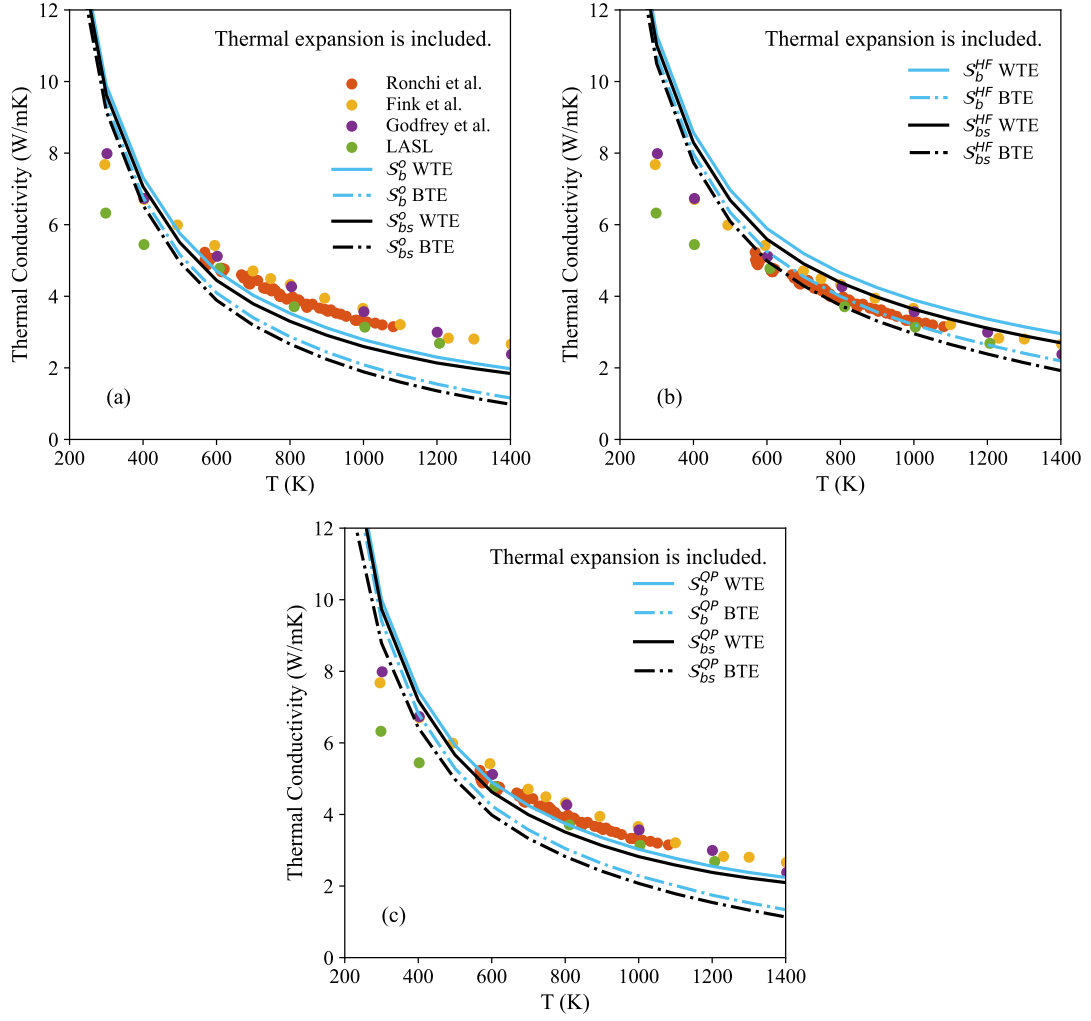 Thermal expansion is included.
Ronchi et al.
Fink et al.
Godfrey et al.
LASL
S_b^o WTE
S_b^o BTE
S_bs^o WTE
S_bs^o BTE
Thermal Conductivity (W/mK)
12
10
8
6
4
2
0
(a)
200 400 600 800 1000 1200 1400
T (K)
Thermal expansion is included.
S_b^HF WTE
S_b^HF BTE
S_bs^HF WTE
S_bs^HF BTE
Thermal Conductivity (W/mK)
12
10
8
6
4
2
0
(b)
200 400 600 800 1000 1200 1400
T (K)
Thermal expansion is included.
S_b^QP WTE
S_b^QP BTE
S_bs^QP WTE
S_bs^QP BTE
Thermal Conductivity (W/mK)
12
10
8
6
4
2
0
(c)
200 400 600 800 1000 1200 1400
T (K)